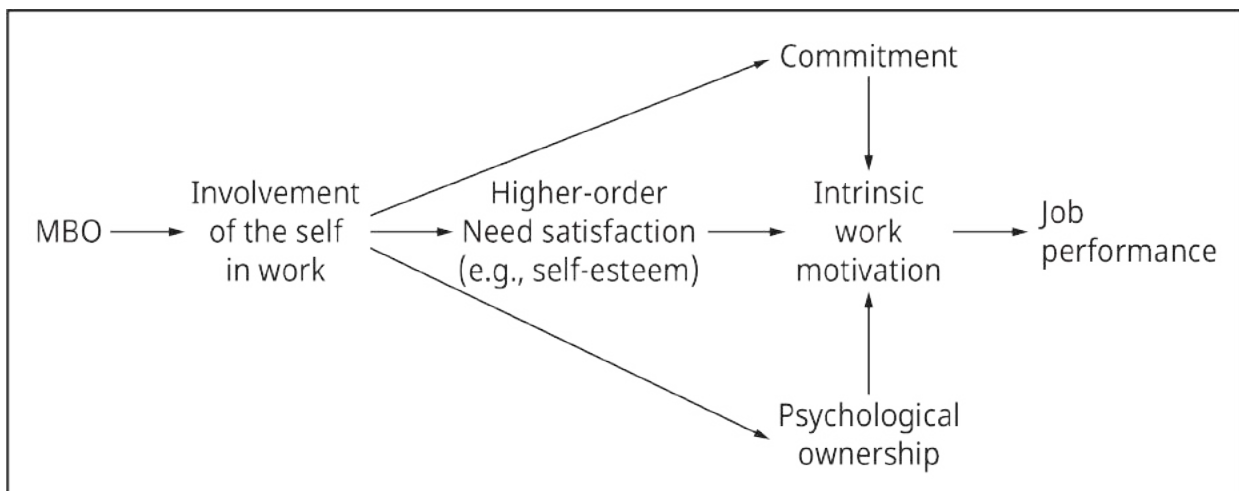 Commitment
MBO
Involvement
of the self
in work
Higher-order
Need satisfaction
(e.g., self-esteem)
Intrinsic
work
motivation
Job
performance
Psychological
ownership